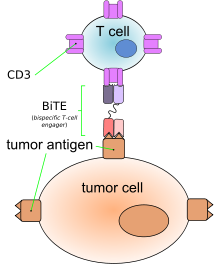 T cell
CD3
BiTE
(bispecific T-cell
engager)
tumor antigen
tumor cell